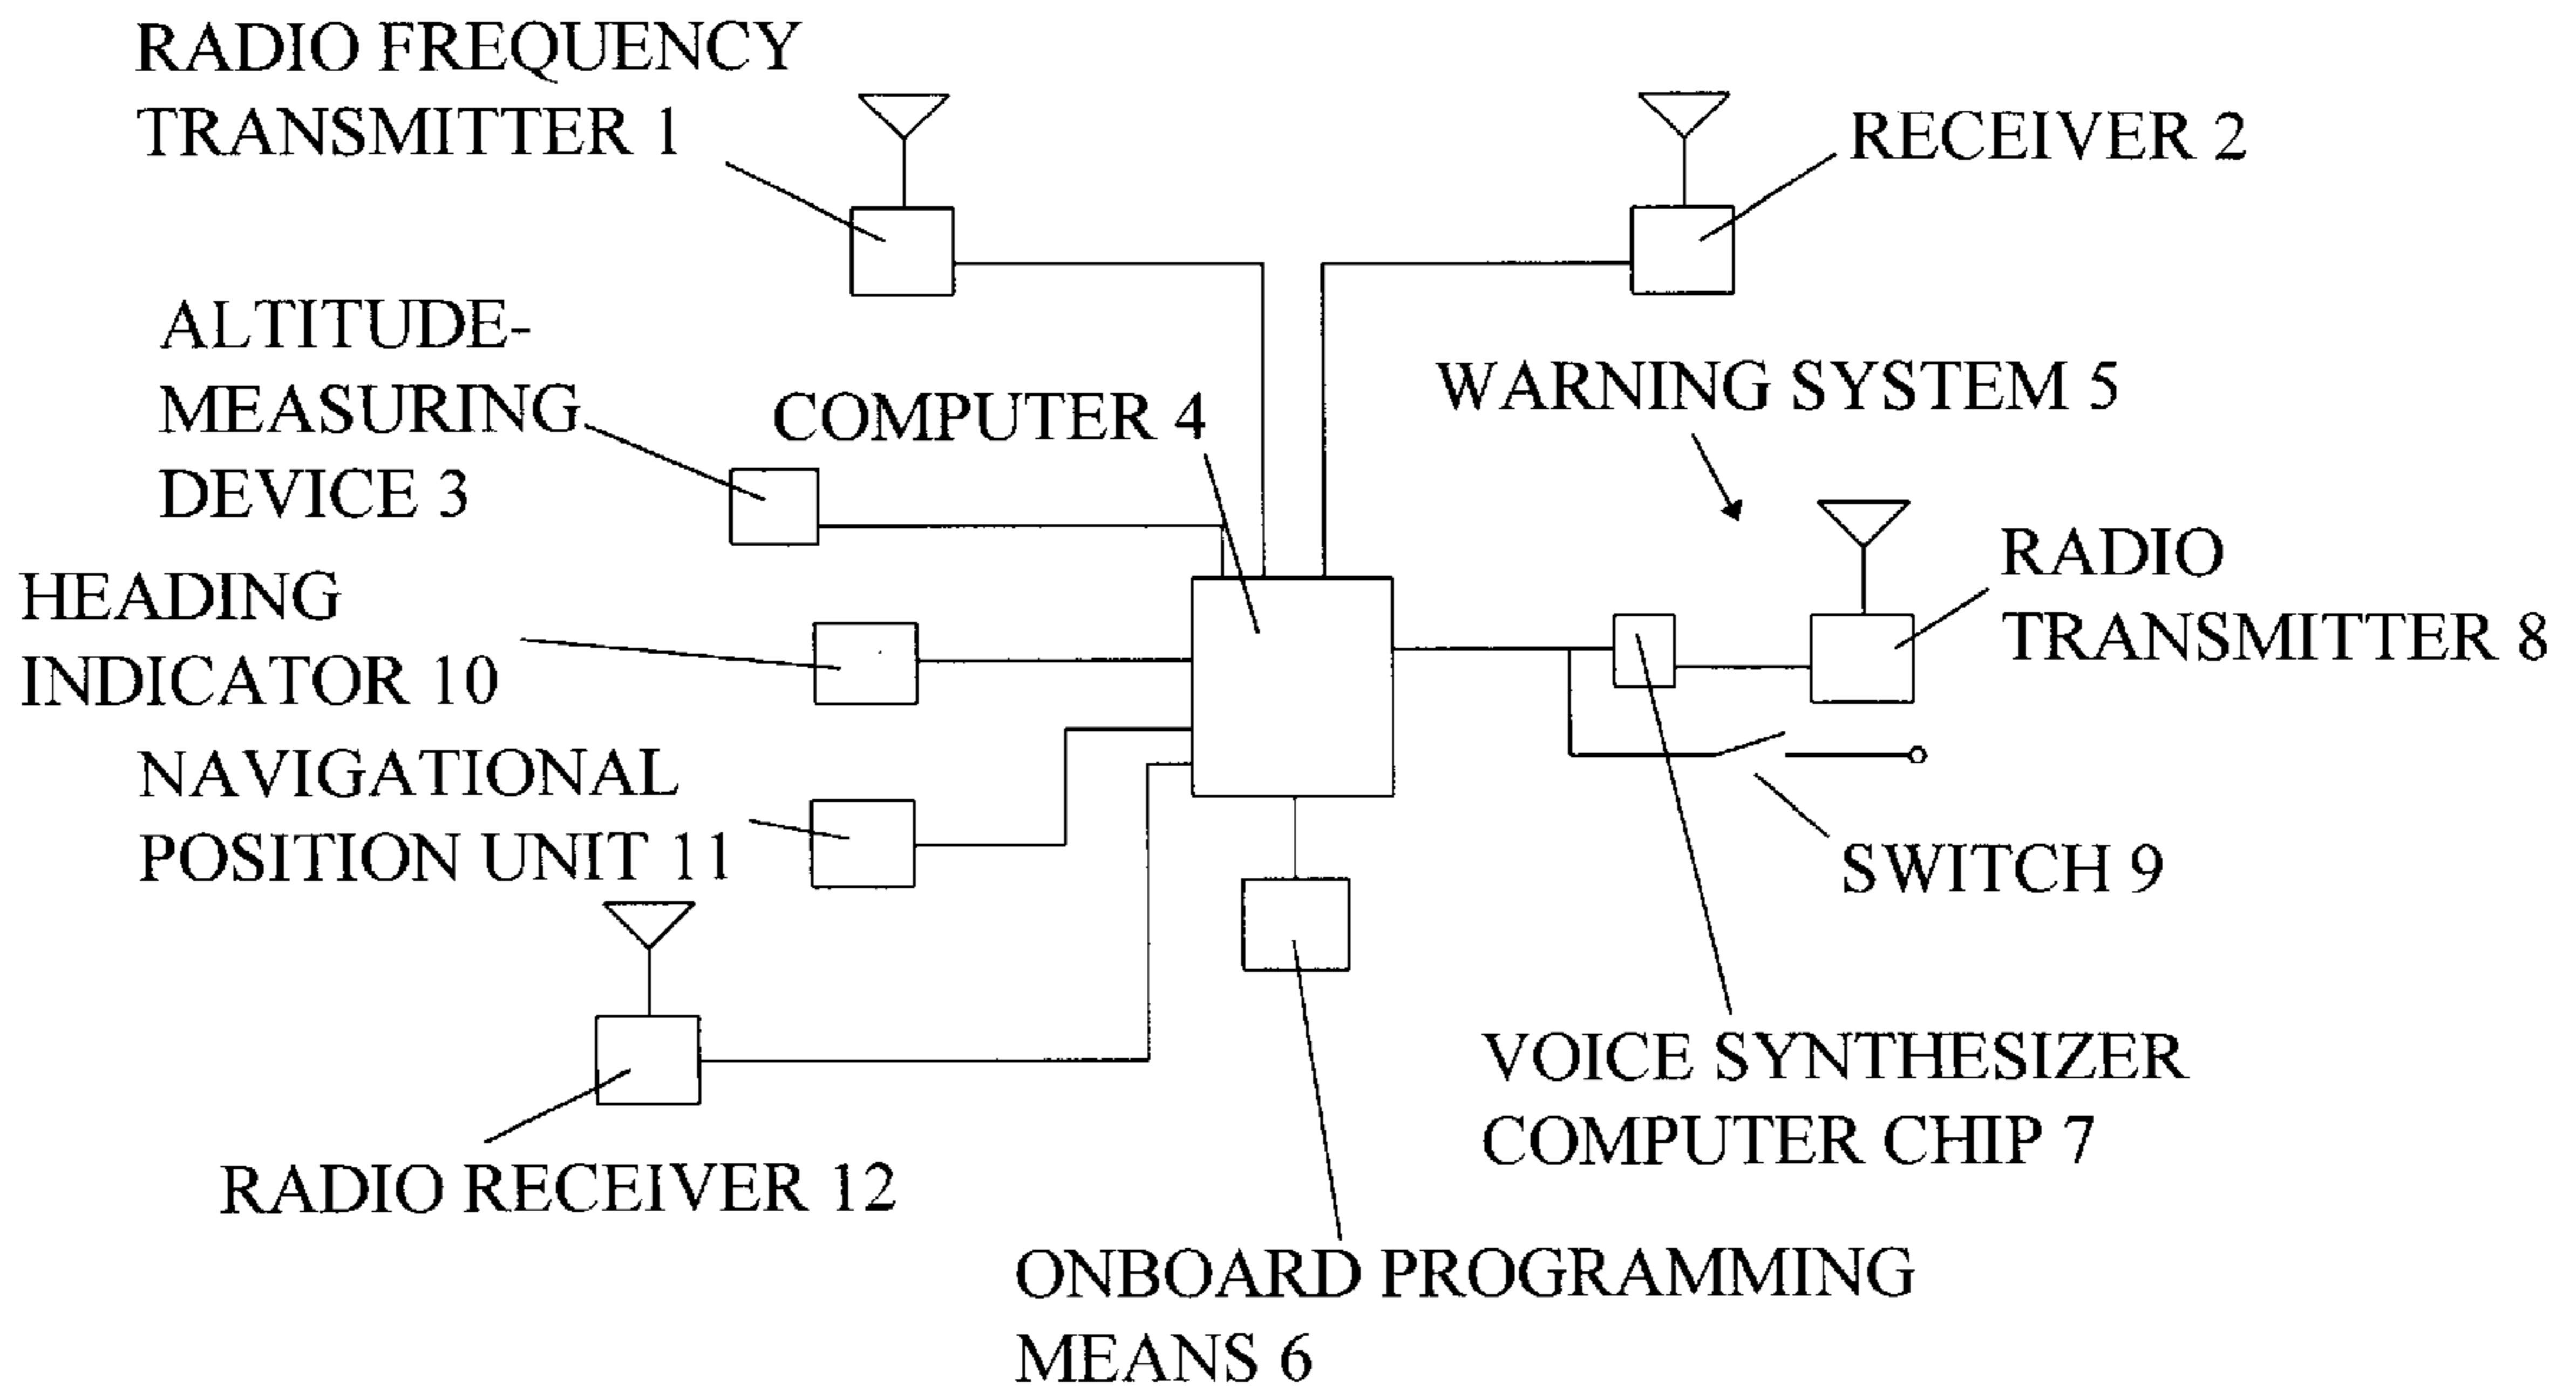 RADIO FREQUENCY
TRANSMITTER 1
RECEIVER 2
ALTITUDE-
MEASURING
DEVICE 3
COMPUTER 4
WARNING SYSTEM 5
RADIO
TRANSMITTER 8
HEADING
INDICATOR 10
NAVIGATIONAL
POSITION UNIT 11
SWITCH 9
VOICE SYNTHESIZER
COMPUTER CHIP 7
RADIO RECEIVER 12
ONBOARD PROGRAMMING
MEANS 6